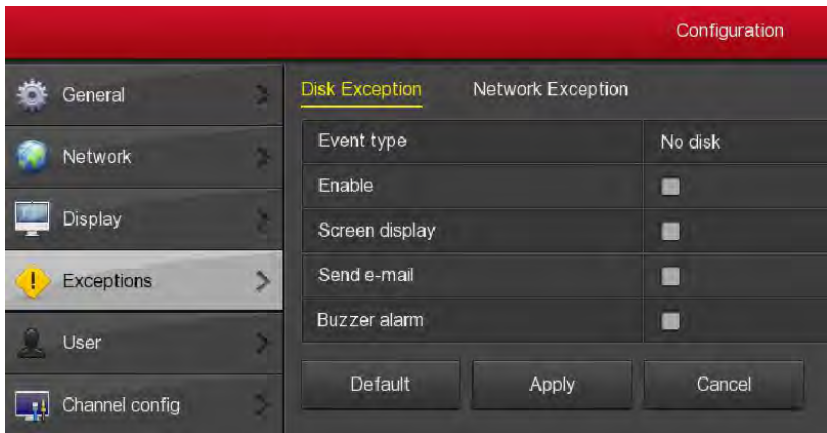 Configuration
General
Network
Display
Exceptions
User
Channel config
Disk Exception Network Exception
Event type No disk
Enable
Screen display
Send e-mail
Buzzer alarm
Default Apply Cancel